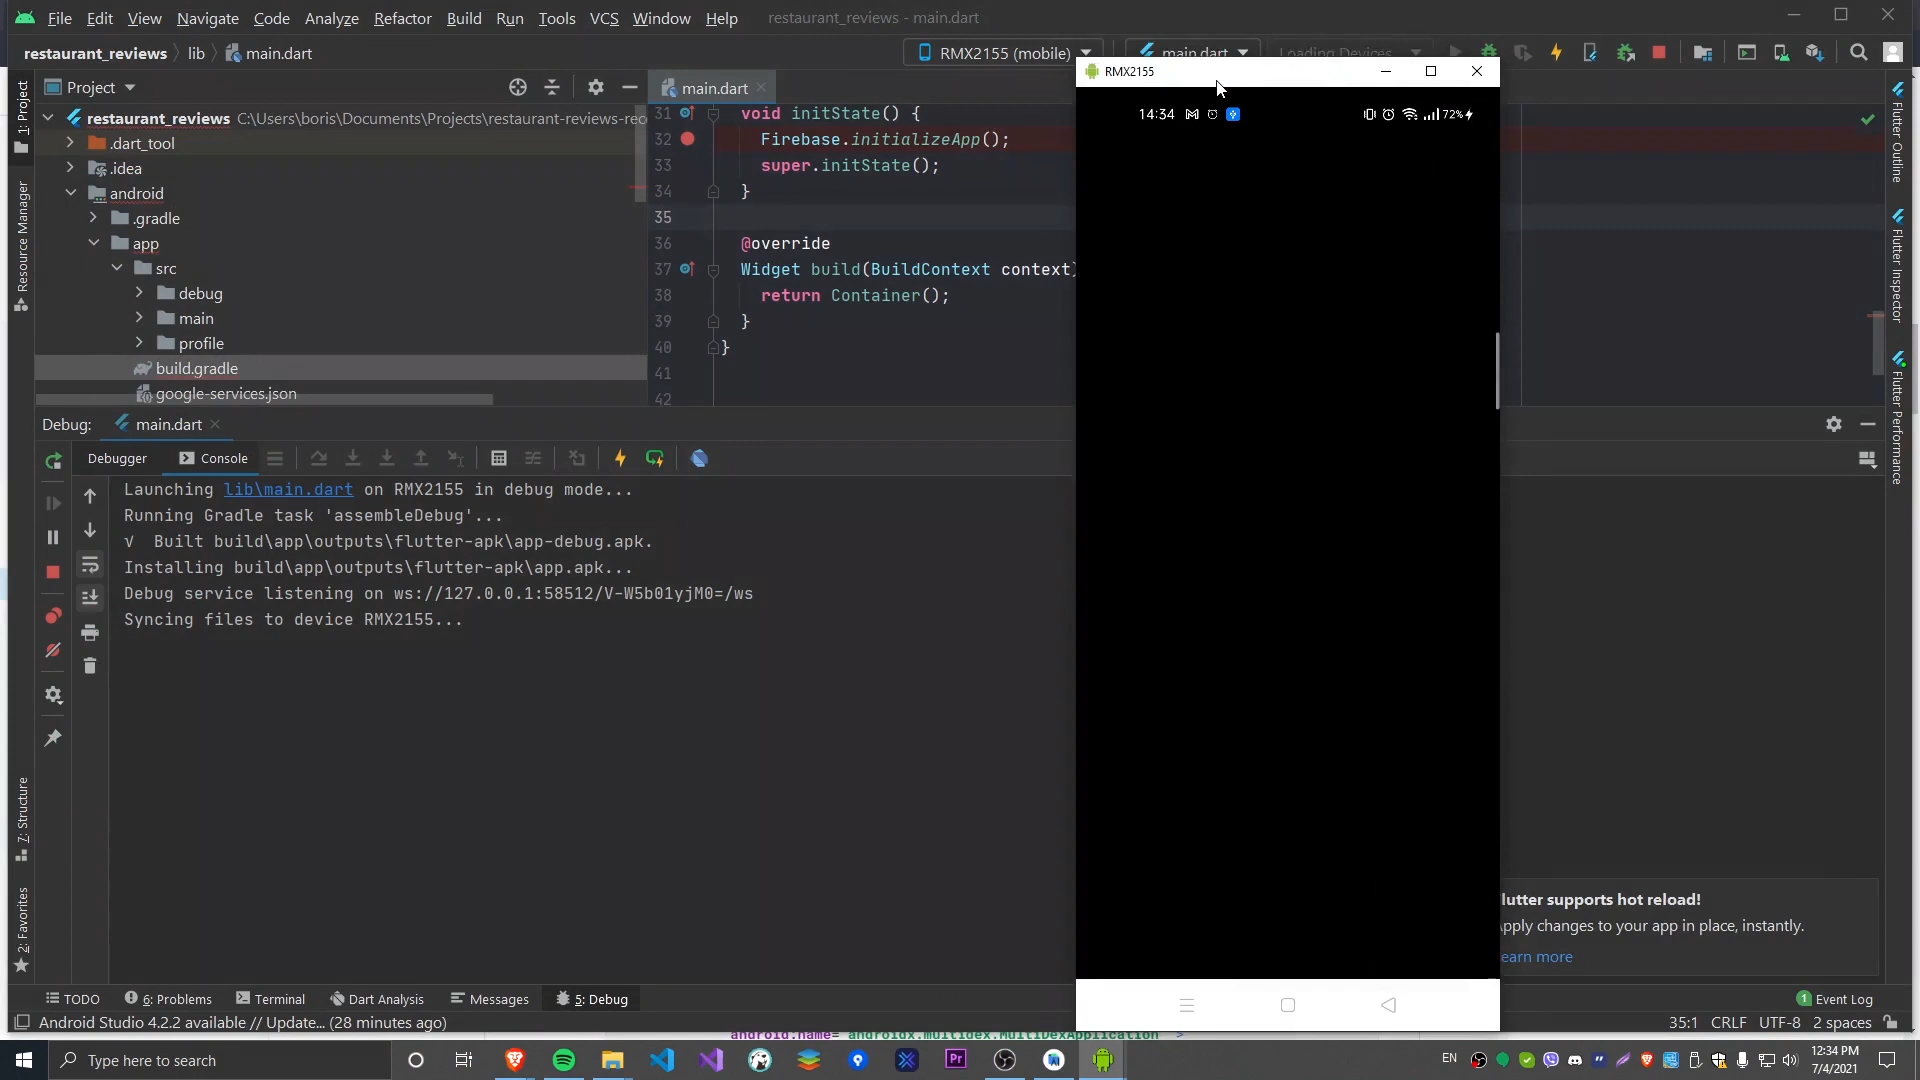 File Edit View Navigate Code Analyze Refactor Build Run Tools VCS Window Help restaurant_reviews - main.dart
restaurant_reviews lib main.dart RMX2155 (mobile) main.dart Loading Devices
1: Project
Resource Manager
7: Structure
2: Favorites
Project
restaurant_reviews C:\Users\boris\Documents\Projects\restaurant-reviews-reco
.dart_tool
.idea
android
.gradle
app
src
debug
main
profile
build.gradle
google-services.json
main.dart
31 void initState() {
32 Firebase.initializeApp();
33 super.initState();
34 }
35
36 @override
37 Widget build(BuildContext context)
38 return Container();
39 }
40 }
41
42
RMX2155
14:34 72%
Flutter Outline
Flutter Inspector
Flutter Performance
Debug: main.dart
Debugger Console
Launching lib\main.dart on RMX2155 in debug mode...
Running Gradle task 'assembleDebug'...
√ Built build\app\outputs\flutter-apk\app-debug.apk.
Installing build\app\outputs\flutter-apk\app.apk...
Debug service listening on ws://127.0.0.1:58512/V-W5b01yjM0=/ws
Syncing files to device RMX2155...
lutter supports hot reload!
pply changes to your app in place, instantly.
earn more
TODO 6: Problems Terminal Dart Analysis Messages 5: Debug 1 Event Log
Android Studio 4.2.2 available // Update... (28 minutes ago) 35:1 CRLF UTF-8 2 spaces
android:name="androidx.multidex.MultiDexApplication" >
Type here to search Pr EN 12:34 PM
7/4/2021